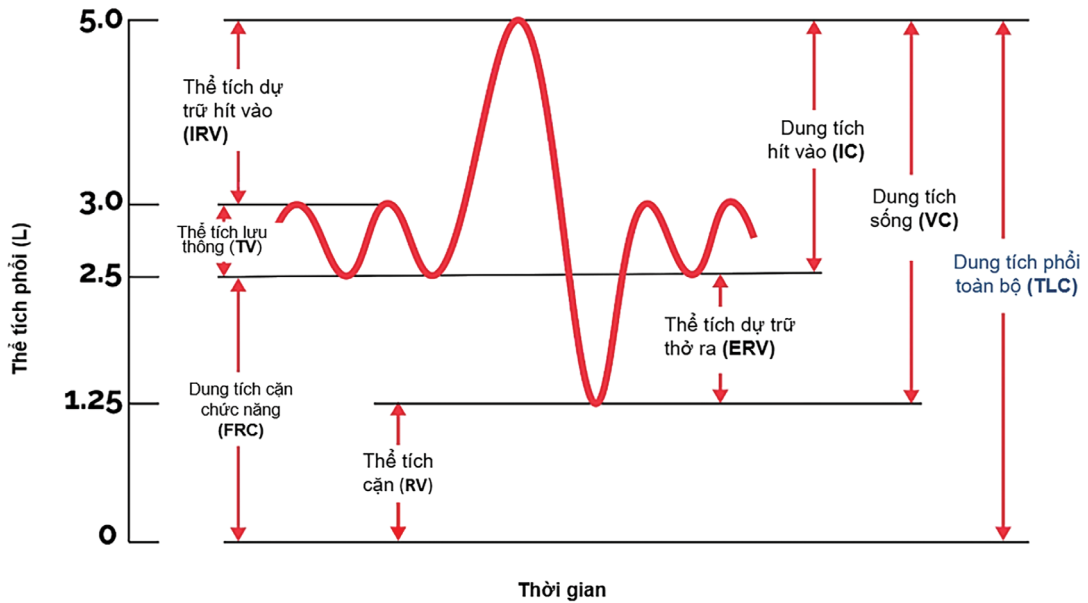 5.0
3.0
2.5
1.25
0
Thể tích phổi (L)
Thể tích dự
trữ hít vào
(IRV)
Thể tích lưu
thông (TV)
Dung tích cặn
chức năng
(FRC)
Thể tích
cặn (RV)
Thể tích dự trữ
thở ra (ERV)
Dung tích
hít vào (IC)
Dung tích
sống (VC)
Dung tích phổi
toàn bộ (TLC)
Thời gian